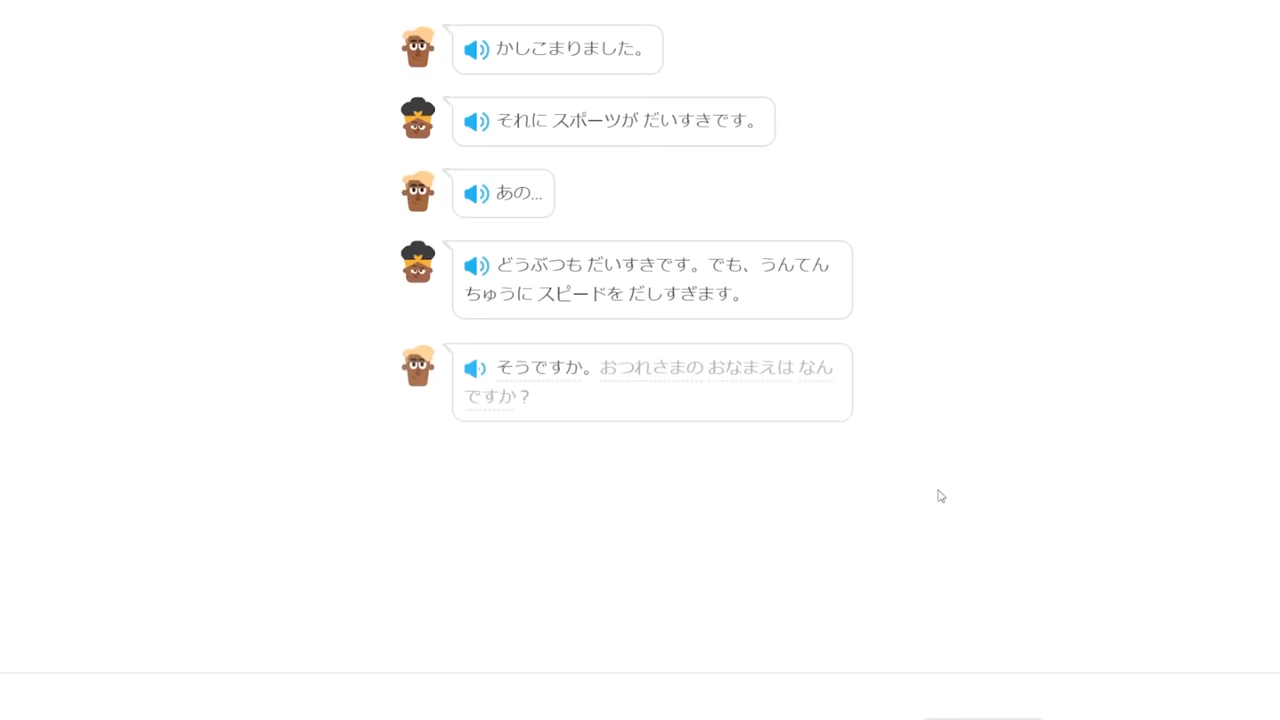 かしこまりました。
それに スポーツが だいすきです。
あの...
どうぶつも だいすきです。でも、うんてん
ちゅうに スピードを だしすぎます。
そうですか。おつれさまの おなまえは なん
ですか？